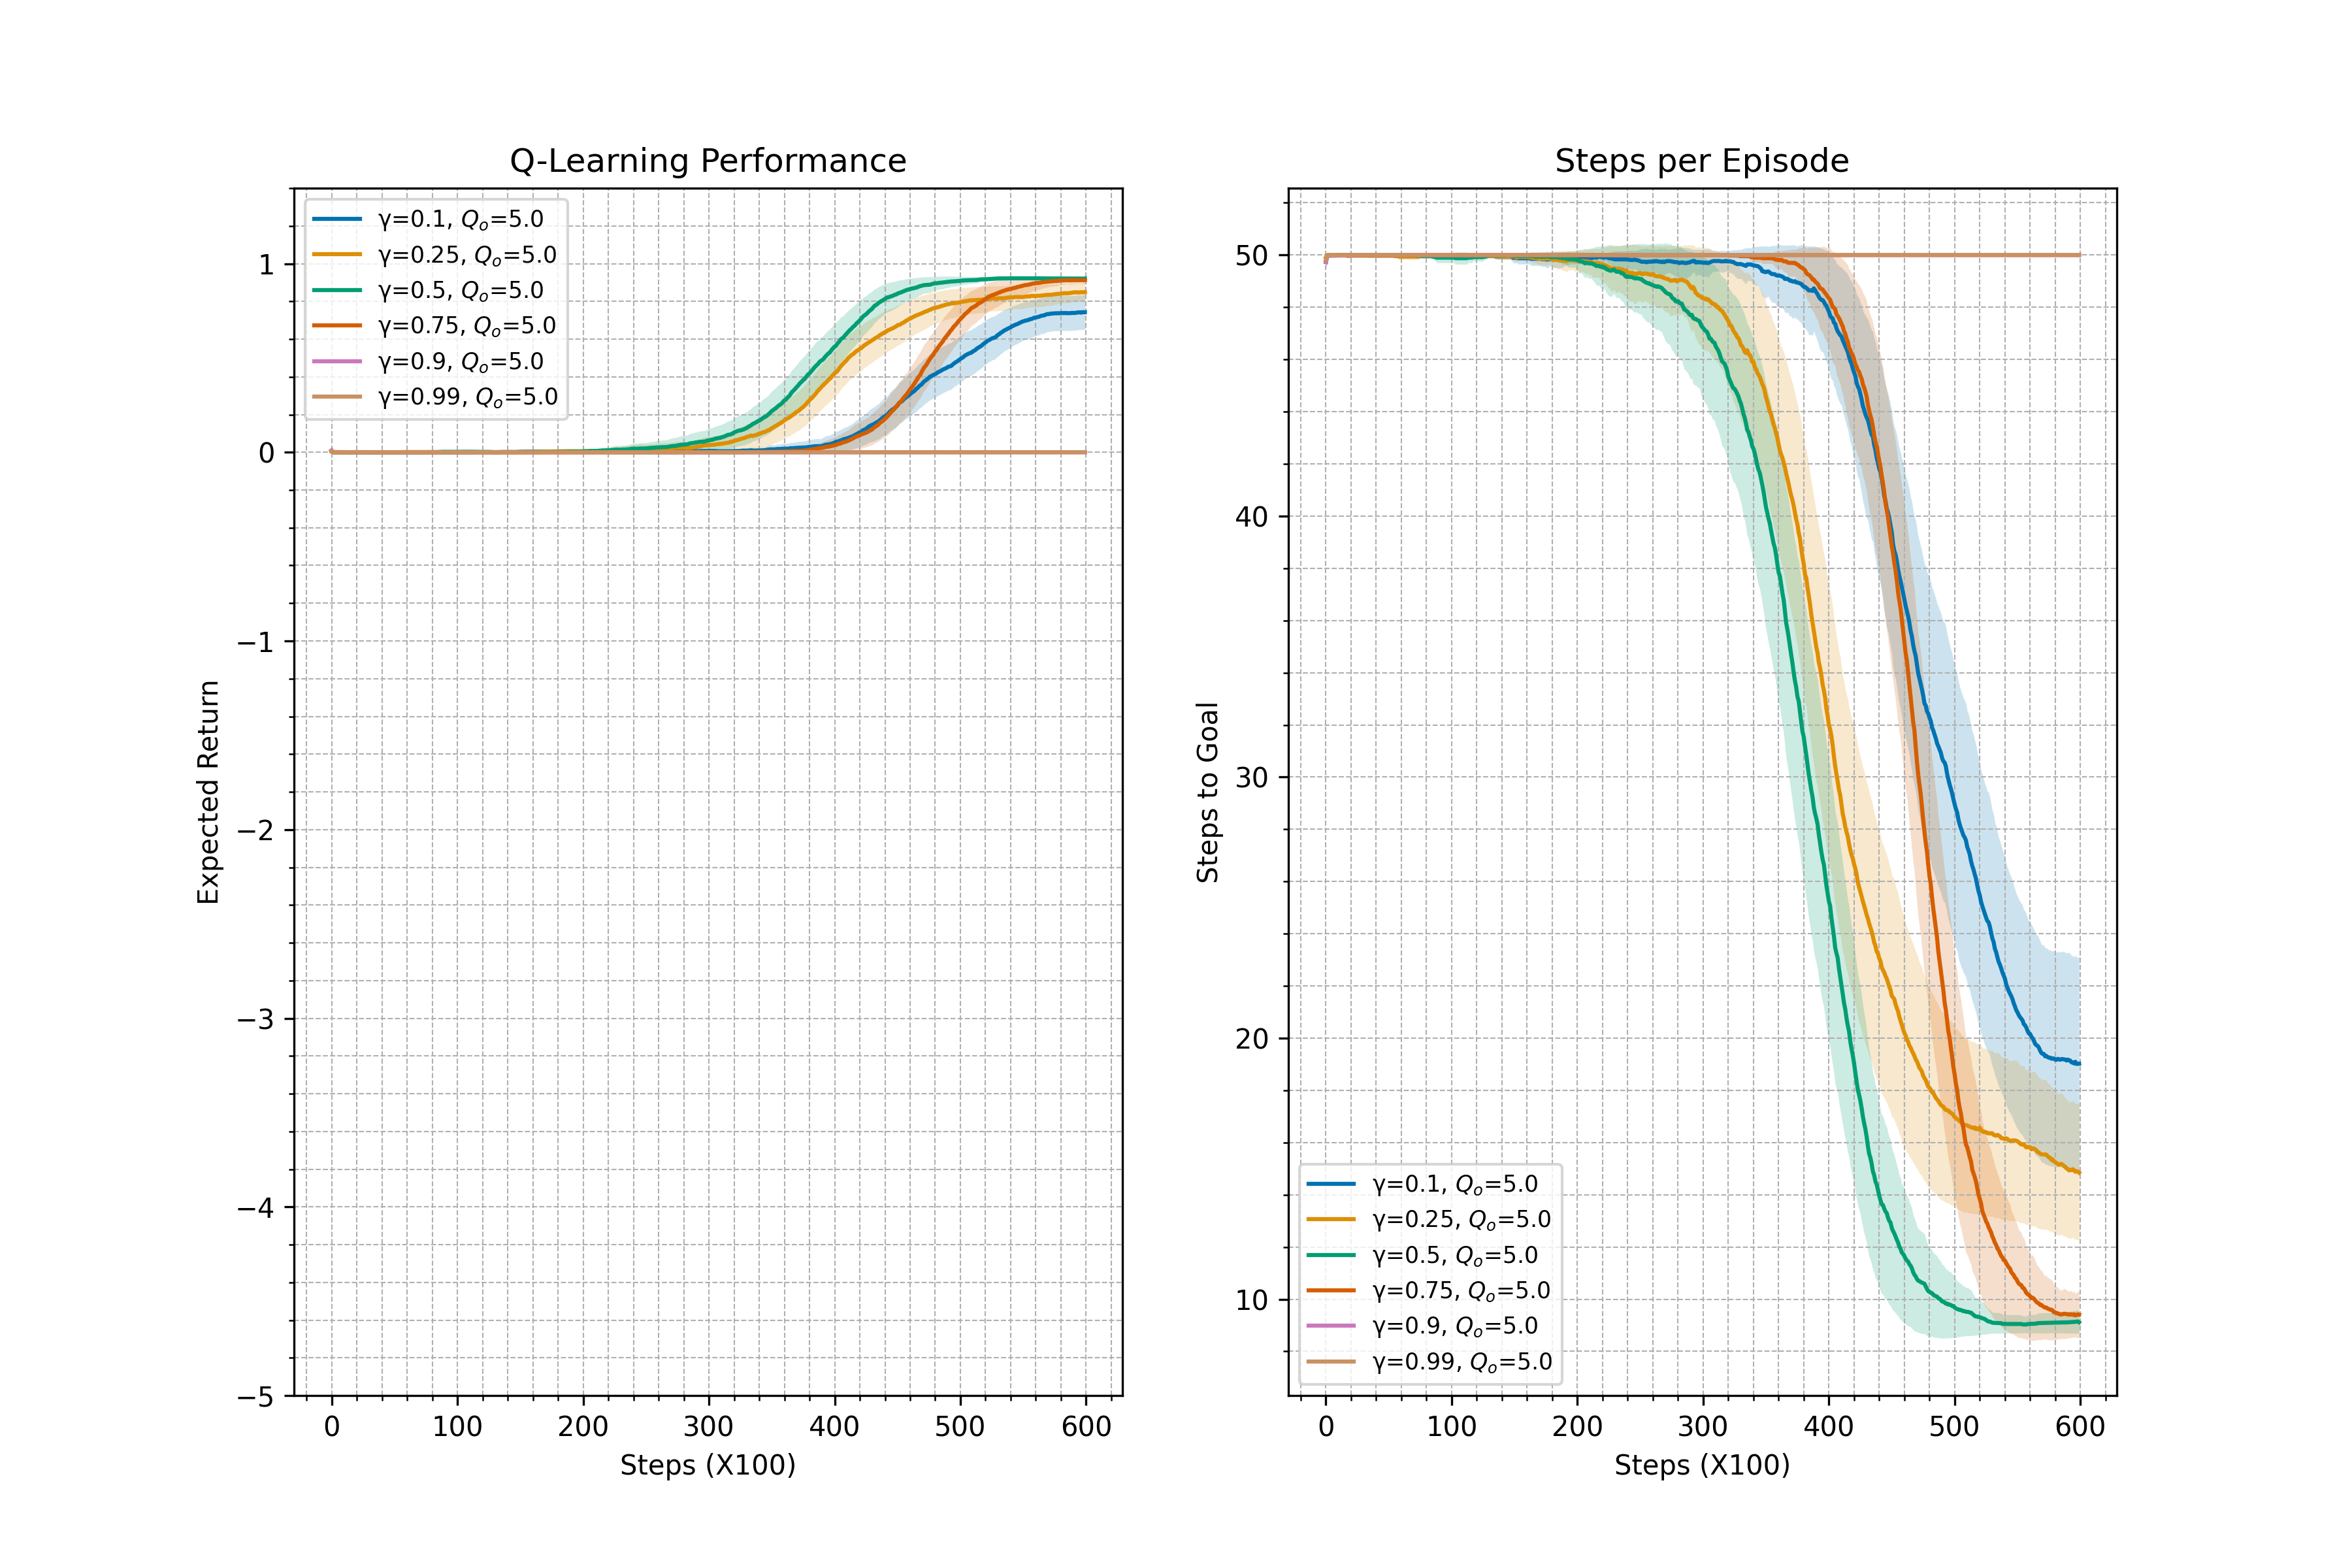 Q-Learning Performance
γ=0.1, Qₒ=5.0
γ=0.25, Qₒ=5.0
γ=0.5, Qₒ=5.0
γ=0.75, Qₒ=5.0
γ=0.9, Qₒ=5.0
γ=0.99, Qₒ=5.0
1
0
−1
−2
−3
−4
−5
Expected Return
0 100 200 300 400 500 600
Steps (X100)
Steps per Episode
50
40
30
20
10
Steps to Goal
γ=0.1, Qₒ=5.0
γ=0.25, Qₒ=5.0
γ=0.5, Qₒ=5.0
γ=0.75, Qₒ=5.0
γ=0.9, Qₒ=5.0
γ=0.99, Qₒ=5.0
0 100 200 300 400 500 600
Steps (X100)